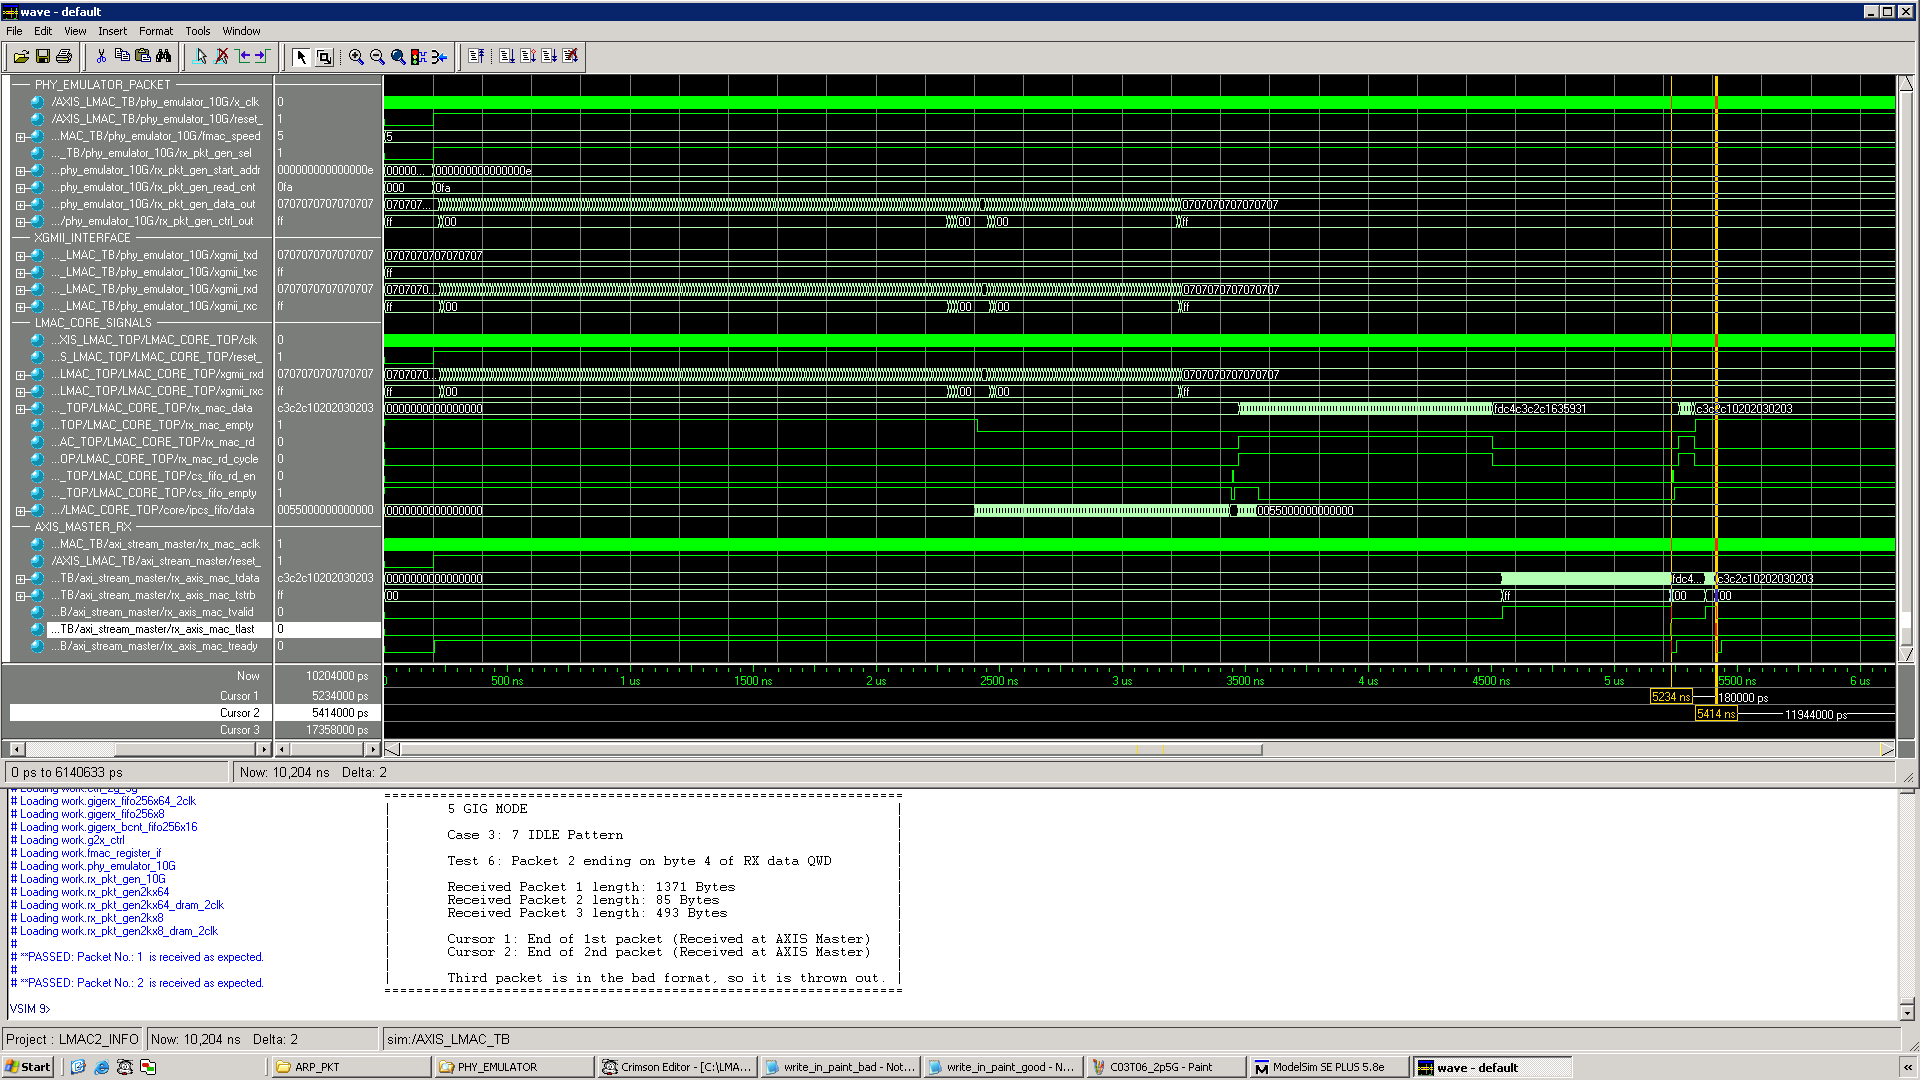 wave - default
File Edit View Insert Format Tools Window
PHY_EMULATOR_PACKET
/AXIS_LMAC_TB/phy_emulator_10G/x_clk 0
/AXIS_LMAC_TB/phy_emulator_10G/reset_ 1
...MAC_TB/phy_emulator_10G/fmac_speed 5 5
..._TB/phy_emulator_10G/rx_pkt_gen_sel 1
...phy_emulator_10G/rx_pkt_gen_start_addr 000000000000000e 00000... 000000000000000e
...phy_emulator_10G/rx_pkt_gen_read_cnt 0fa 000 0fa
...phy_emulator_10G/rx_pkt_gen_data_out 0707070707070707 070707... 0707070707070707
.../phy_emulator_10G/rx_pkt_gen_ctrl_out ff ff 00 00 00 ff
XGMII_INTERFACE
..._LMAC_TB/phy_emulator_10G/xgmii_txd 0707070707070707 0707070707070707
..._LMAC_TB/phy_emulator_10G/xgmii_txc ff ff
..._LMAC_TB/phy_emulator_10G/xgmii_rxd 0707070707070707 0707070... 0707070707070707
..._LMAC_TB/phy_emulator_10G/xgmii_rxc ff ff 00 00 00 ff
LMAC_CORE_SIGNALS
...XIS_LMAC_TOP/LMAC_CORE_TOP/clk 0
...S_LMAC_TOP/LMAC_CORE_TOP/reset_ 1
...LMAC_TOP/LMAC_CORE_TOP/xgmii_rxd 0707070707070707 0707070... 0707070707070707
...LMAC_TOP/LMAC_CORE_TOP/xgmii_rxc ff ff 00 00 00 ff
..._TOP/LMAC_CORE_TOP/rx_mac_data c3c2c10202030203 0000000000000000 fdc4c3c2c1635931 c3c2c10202030203
...TOP/LMAC_CORE_TOP/rx_mac_empty 1
...AC_TOP/LMAC_CORE_TOP/rx_mac_rd 0
...OP/LMAC_CORE_TOP/rx_mac_rd_cycle 0
..._TOP/LMAC_CORE_TOP/cs_fifo_rd_en 0
..._TOP/LMAC_CORE_TOP/cs_fifo_empty 1
.../LMAC_CORE_TOP/core/ipcs_fifo/data 0055000000000000 0000000000000000 0055000000000000
AXIS_MASTER_RX
...MAC_TB/axi_stream_master/rx_mac_aclk 1
/AXIS_LMAC_TB/axi_stream_master/reset_ 1
...TB/axi_stream_master/rx_axis_mac_tdata c3c2c10202030203 0000000000000000 fdc4... c3c2c10202030203
...TB/axi_stream_master/rx_axis_mac_tstrb ff 00 ff 00 00
...B/axi_stream_master/rx_axis_mac_tvalid 0
...TB/axi_stream_master/rx_axis_mac_tlast 0
...B/axi_stream_master/rx_axis_mac_tready 0
Now 10204000 ps 0 500 ns 1 us 1500 ns 2 us 2500 ns 3 us 3500 ns 4 us 4500 ns 5 us 5500 ns 6 us
Cursor 1 5234000 ps 5234 ns 180000 ps
Cursor 2 5414000 ps 5414 ns 11944000 ps
Cursor 3 17358000 ps
0 ps to 6140633 ps Now: 10,204 ns Delta: 2
# Loading work.ctrl_2g_5g
# Loading work.gigerx_fifo256x64_2clk
# Loading work.gigerx_fifo256x8
# Loading work.gigerx_bcnt_fifo256x16
# Loading work.g2x_ctrl
# Loading work.fmac_register_if
# Loading work.phy_emulator_10G
# Loading work.rx_pkt_gen_10G
# Loading work.rx_pkt_gen2kx64
# Loading work.rx_pkt_gen2kx64_dram_2clk
# Loading work.rx_pkt_gen2kx8
# Loading work.rx_pkt_gen2kx8_dram_2clk
#
# **PASSED: Packet No.: 1 is received as expected.
#
# **PASSED: Packet No.: 2 is received as expected.
VSIM 9>
5 GIG MODE
Case 3: 7 IDLE Pattern
Test 6: Packet 2 ending on byte 4 of RX data QWD
Received Packet 1 length: 1371 Bytes
Received Packet 2 length: 85 Bytes
Received Packet 3 length: 493 Bytes
Cursor 1: End of 1st packet (Received at AXIS Master)
Cursor 2: End of 2nd packet (Received at AXIS Master)
Third packet is in the bad format, so it is thrown out.
Project : LMAC2_INFO Now: 10,204 ns Delta: 2 sim:/AXIS_LMAC_TB
Start ARP_PKT PHY_EMULATOR Crimson Editor - [C:\LMA... write_in_paint_bad - Not... write_in_paint_good - N... C03T06_2p5G - Paint ModelSim SE PLUS 5.8e wave - default